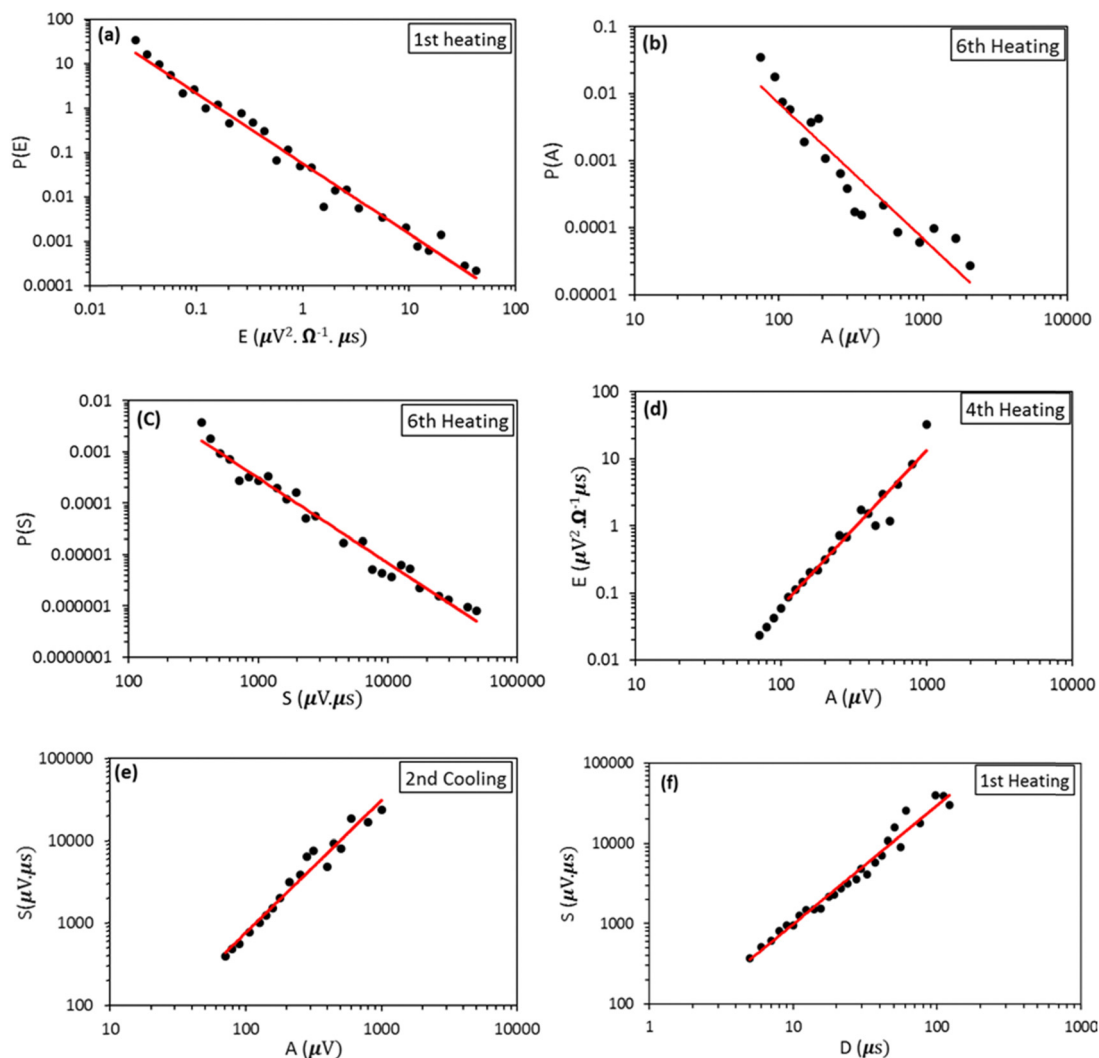 (a)
1st heating
100
10
1
0.1
0.01
0.001
0.0001
P(E)
0.01 0.1 1 10 100
E (μV². Ω⁻¹. μs)
(b)
6th Heating
0.1
0.01
0.001
0.0001
0.00001
P(A)
10 100 1000 10000
A (μV)
(C)
6th Heating
0.01
0.001
0.0001
0.00001
0.000001
0.0000001
P(S)
100 1000 10000 100000
S (μV.μs)
(d)
4th Heating
100
10
1
0.1
0.01
E (μV².Ω⁻¹μs)
10 100 1000 10000
A (μV)
(e)
2nd Cooling
100000
10000
1000
100
S(μV.μs)
10 100 1000 10000
A (μV)
(f)
1st Heating
100000
10000
1000
100
S (μV.μs)
1 10 100 1000
D (μs)